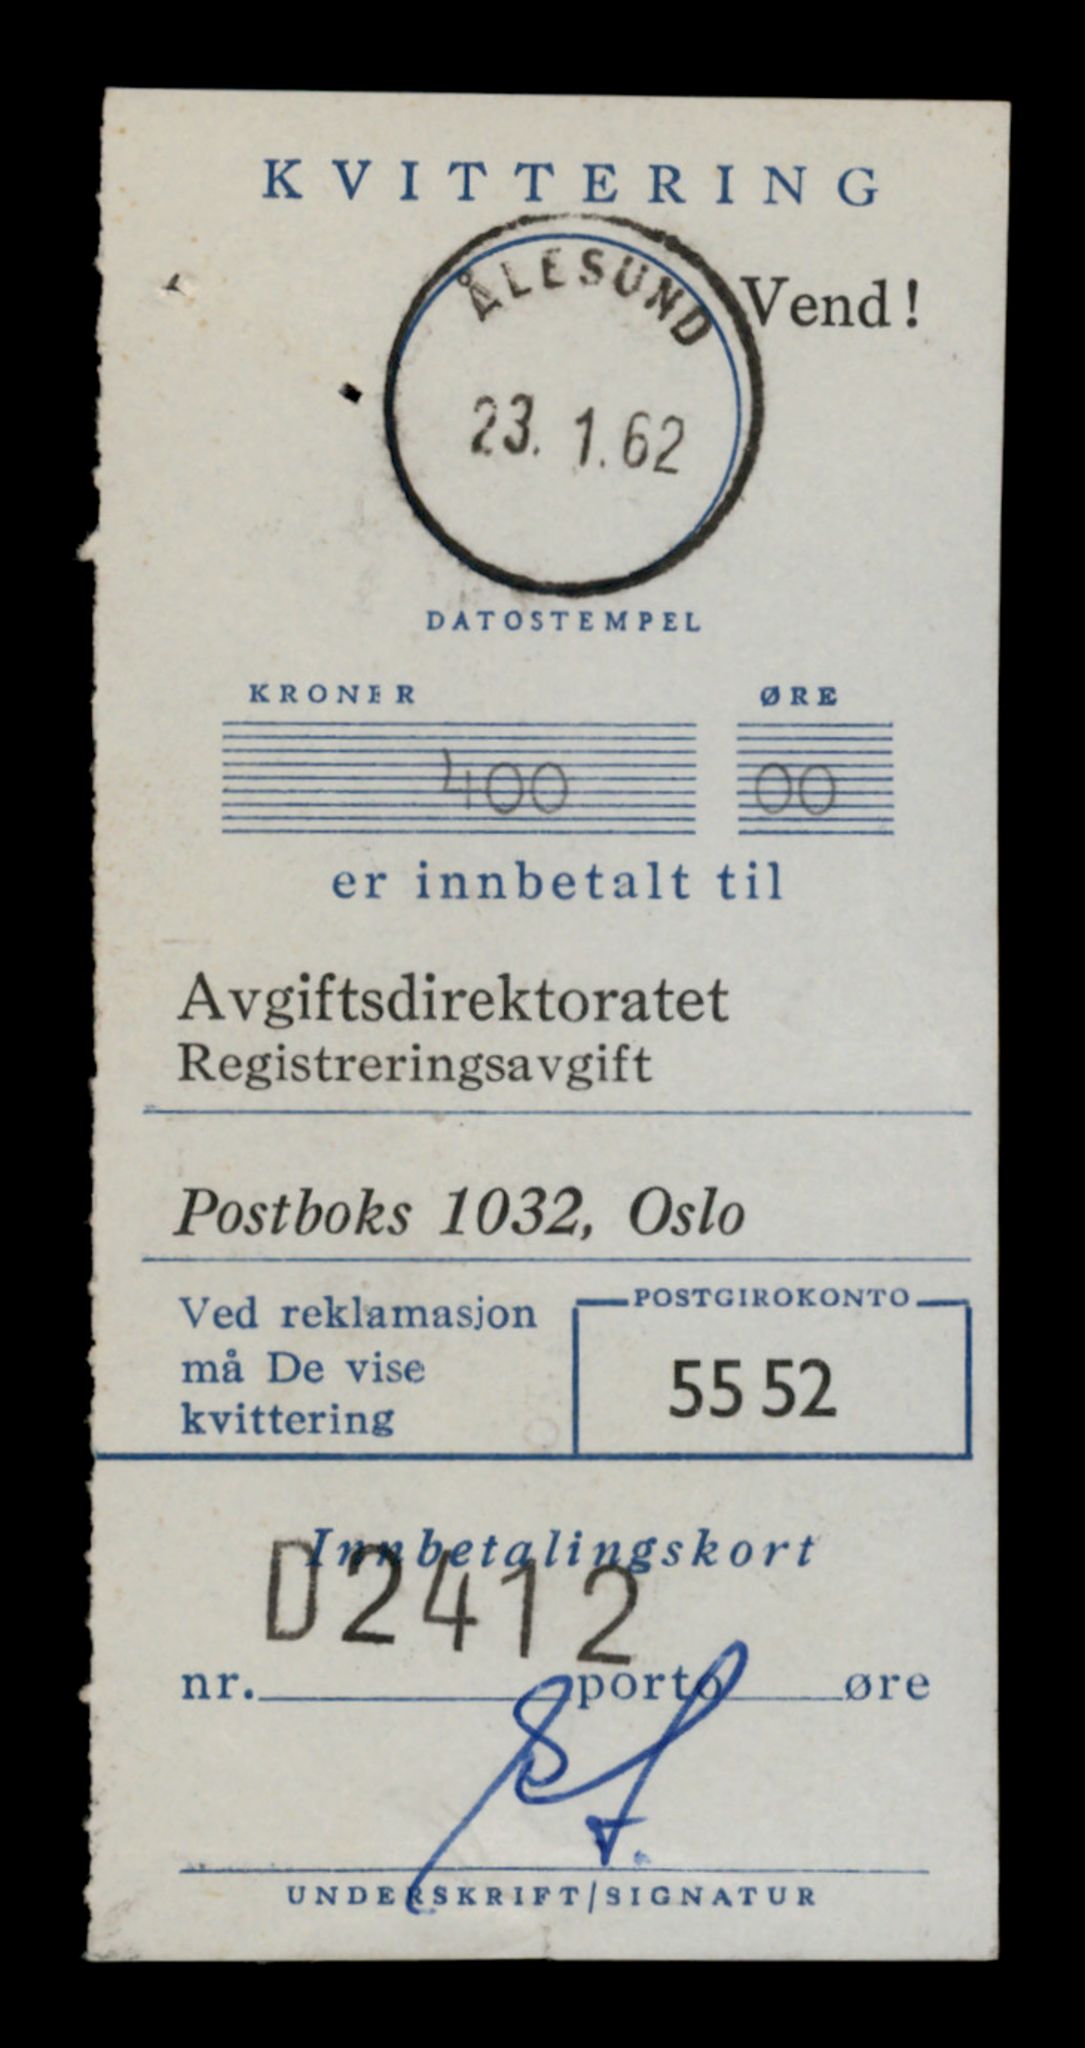 KVITTERING
ÅLESUND
Vend!
23. 1. 62
DATOSTEMPEL
KRONER ØRE
400 00
er innbetalt til
Avgiftsdirektoratet
Registreringsavgift
Postboks 1032, Oslo
Ved reklamasjon
må De vise
kvittering
POSTGIROKONTO
55 52
Innbetalingskort
D2412
nr. porto øre
UNDERSKRIFT/SIGNATUR